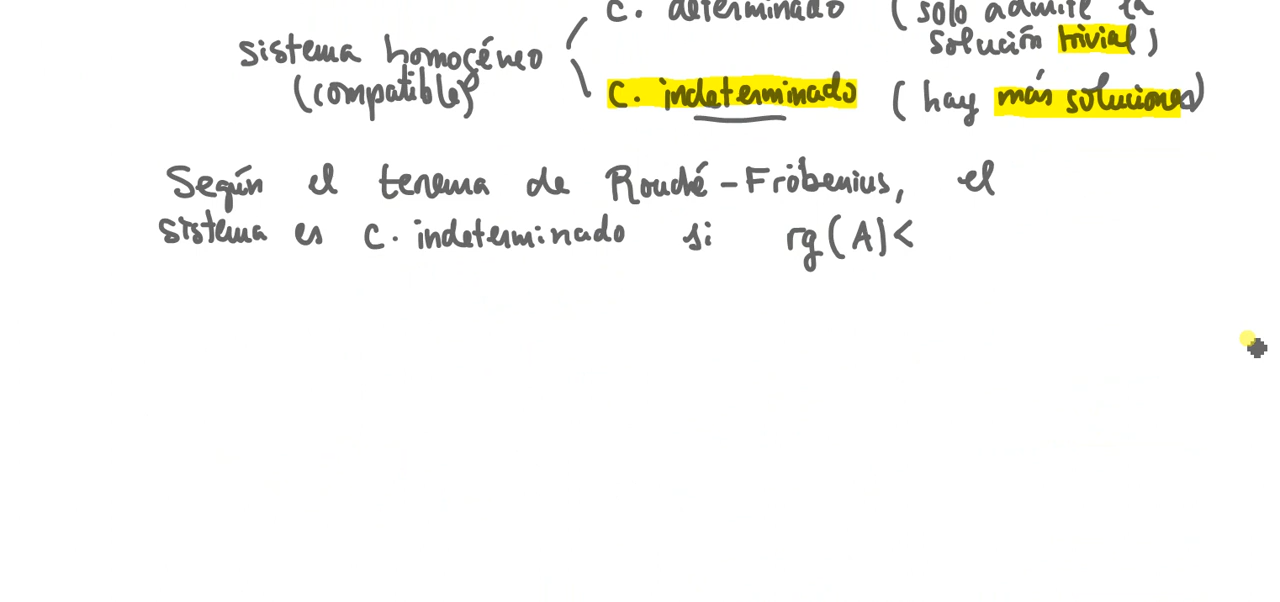 c. determinado (solo admite la
sistema homogéneo
solución trivial)
(compatible)
c. indeterminado (hay más soluciones)
Según el teorema de Rouché-Fröbenius, el
sistema es c. indeterminado si rg(A)<